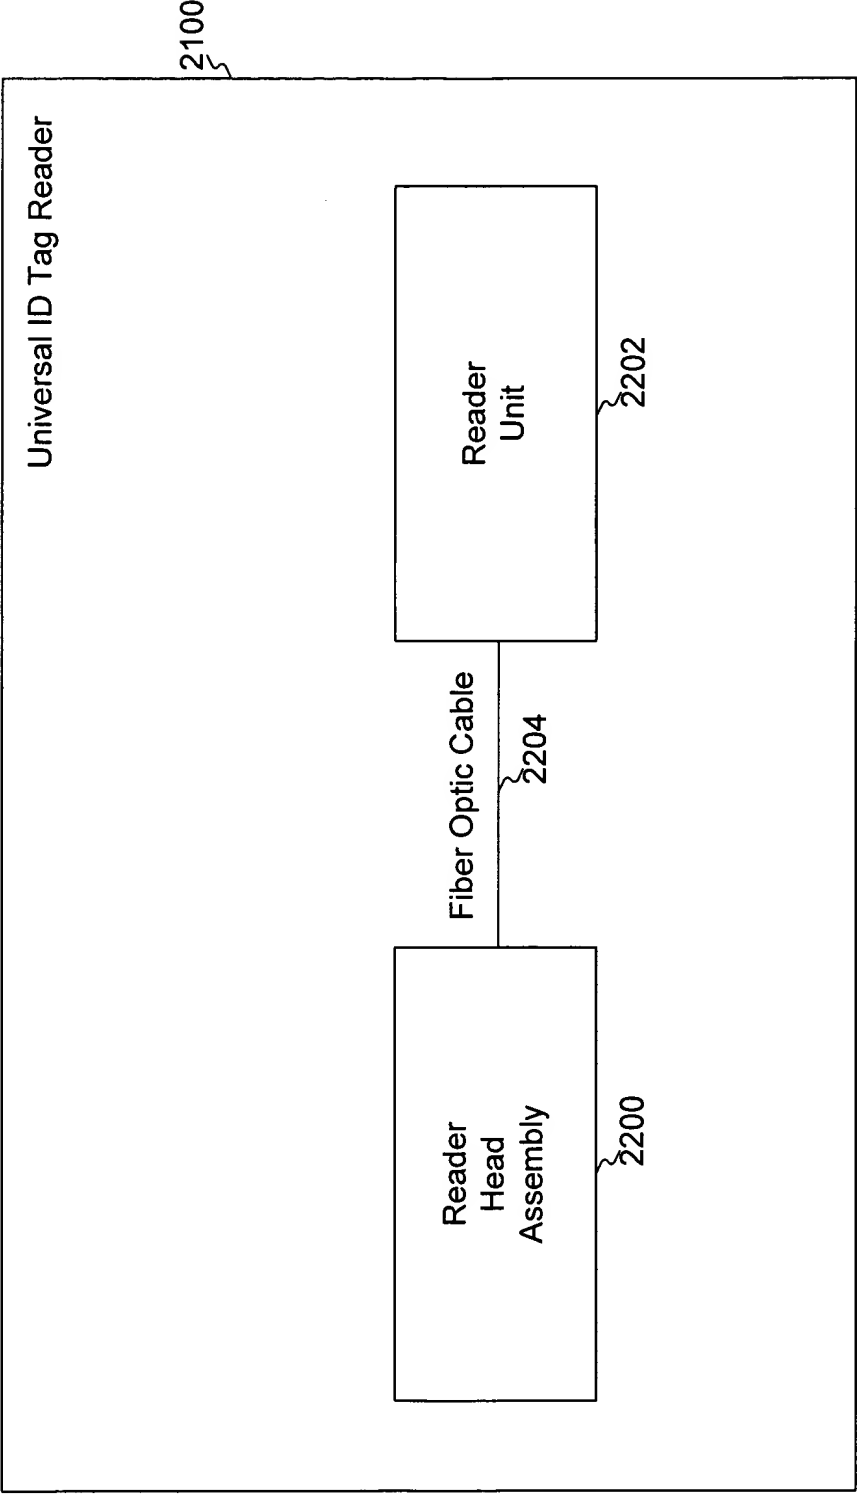 2100
Universal ID Tag Reader
Reader
Head
Assembly
2200
Fiber Optic Cable
2204
Reader
Unit
2202